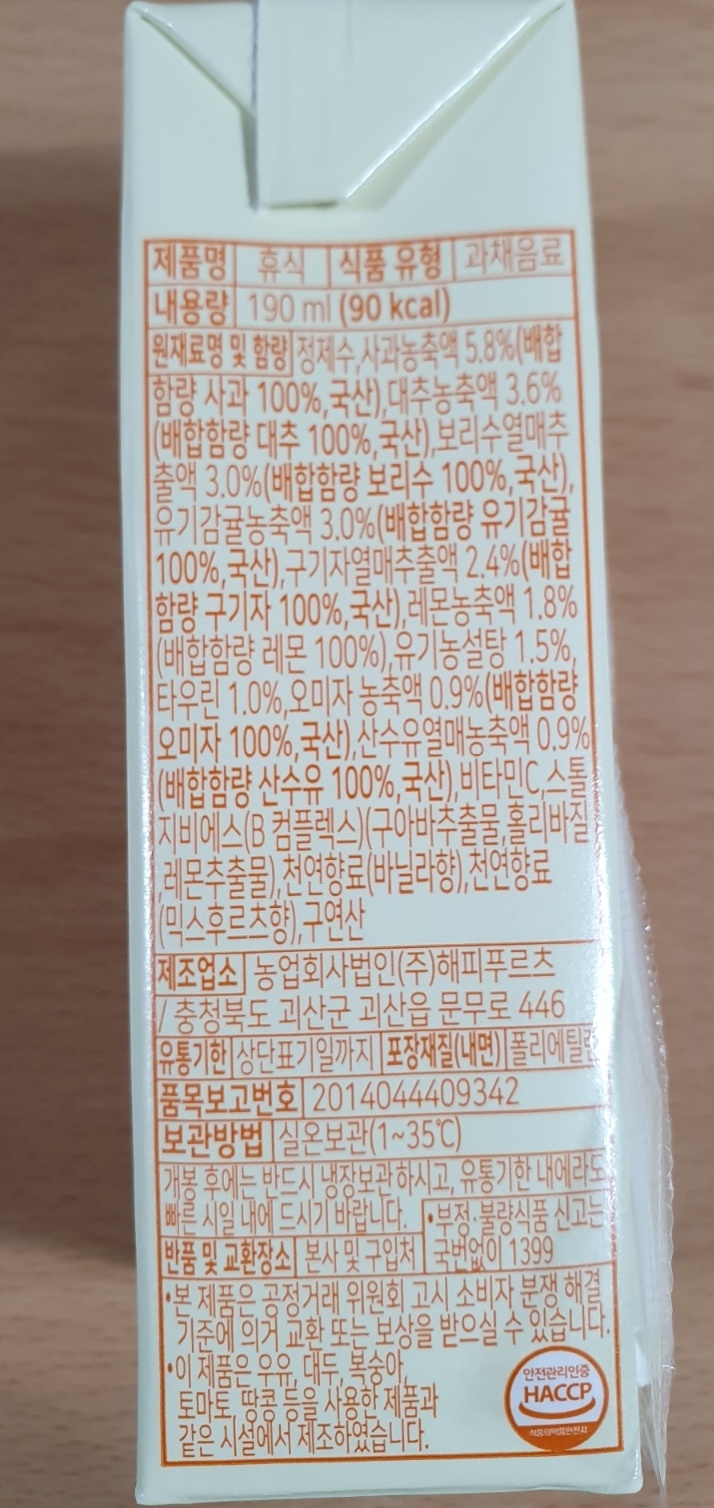 제품명 휴식 식품 유형 과채음료
내용량 190 ml (90 kcal)
원재료명 및 함량 정제수,사과농축액 5.8%(배합
함량 사과 100%,국산),대추농축액 3.6%
(배합함량 대추 100%,국산),보리수열매추
출액 3.0%(배합함량 보리수 100%,국산),
유기감귤농축액 3.0%(배합함량 유기감귤
100%,국산),구기자열매추출액 2.4%(배합
함량 구기자 100%,국산),레몬농축액 1.8%
(배합함량 레몬 100%),유기농설탕 1.5%,
타우린 1.0%,오미자 농축액 0.9%(배합함량
오미자 100%,국산),산수유열매농축액 0.9%
(배합함량 산수유 100%,국산),비타민C,스톨
지비에스(B 컴플렉스)(구아바추출물,홀리바질
,레몬추출물),천연향료(바닐라향),천연향료
(믹스후르츠향),구연산
제조업소 농업회사법인(주)해피푸르츠
/ 충청북도 괴산군 괴산읍 문무로 446
유통기한 상단표기일까지 포장재질(내면) 폴리에틸렌
품목보고번호 2014044409342
보관방법 실온보관(1~35℃)
개봉 후에는 반드시 냉장보관 하시고, 유통기한 내에라도
빠른 시일 내에 드시기 바랍니다. •부정·불량식품 신고는
반품 및 교환장소 본사 및 구입처 국번없이 1399
•본 제품은 공정거래 위원회 고시 소비자 분쟁 해결
기준에 의거 교환 또는 보상을 받으실 수 있습니다.
•이 제품은 우유, 대두, 복숭아,
토마토, 땅콩 등을 사용한 제품과
같은 시설에서 제조하였습니다.
안전관리인증
HACCP
식품의약품안전처